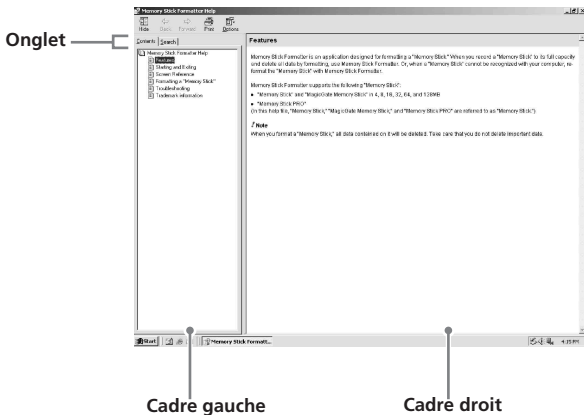 Memory Stick Formatter Help
Hide Back Forward Print Options
Onglet
Contents Search
Memory Stick Formatter Help
Features
Starting and Exiting
Screen Reference
Formatting a "Memory Stick"
Troubleshooting
Trademark Information
Features
Memory Stick Formatter is an application designed for formatting a "Memory Stick." When you record a "Memory Stick" to its full capacity
and delete all data by formatting, use Memory Stick Formatter. Or, when a "Memory Stick" cannot be recognized with your computer, re-
format the "Memory Stick" with Memory Stick Formatter.
Memory Stick Formatter supports the following "Memory Stick":
• "Memory Stick" and "MagicGate Memory Stick" in 4, 8, 16, 32, 64, and 128MB
• "Memory Stick PRO"
(In this help file, "Memory Stick," "MagicGate Memory Stick," and "Memory Stick PRO" are referred to as "Memory Stick.")
Note
When you format a "Memory Stick," all data contained on it will be deleted. Take care that you do not delete important data.
Start
Memory Stick Formatt...
4:15 PM
Cadre gauche
Cadre droit